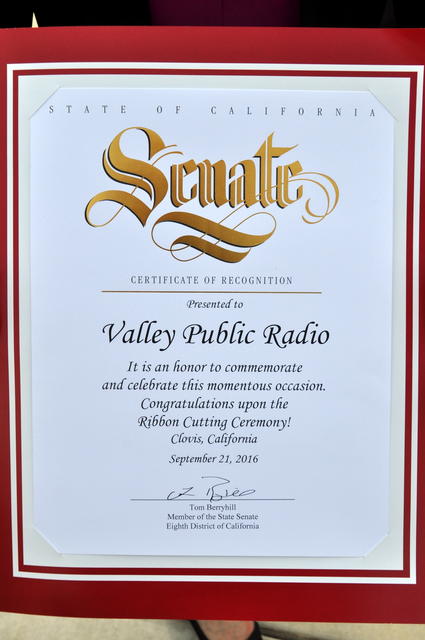 STATE OF CALIFORNIA
Senate
CERTIFICATE OF RECOGNITION
Presented to
Valley Public Radio
It is an honor to commemorate
and celebrate this momentous occasion.
Congratulations upon the
Ribbon Cutting Ceremony!
Clovis, California
September 21, 2016
Tom Berryhill
Member of the State Senate
Eighth District of California